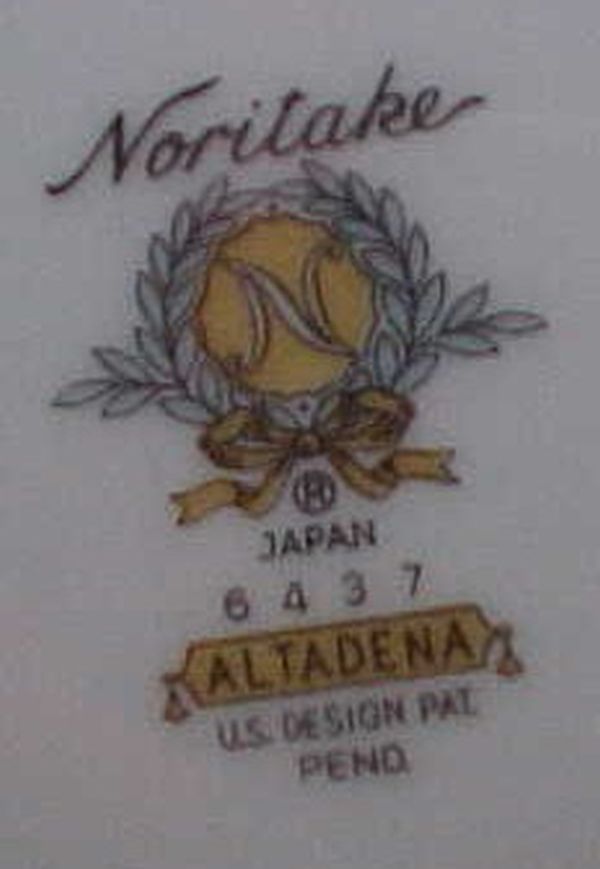 Noritake
N
®
JAPAN
6437
ALTADENA
U.S. DESIGN PAT.
PEND.